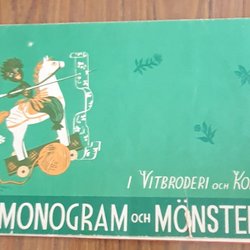 I VITBRODERI OCH KO
MONOGRAM OCH MÖNSTE